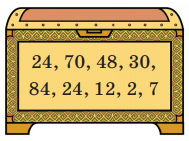 24, 70, 48, 30,
84, 24, 12, 2, 7